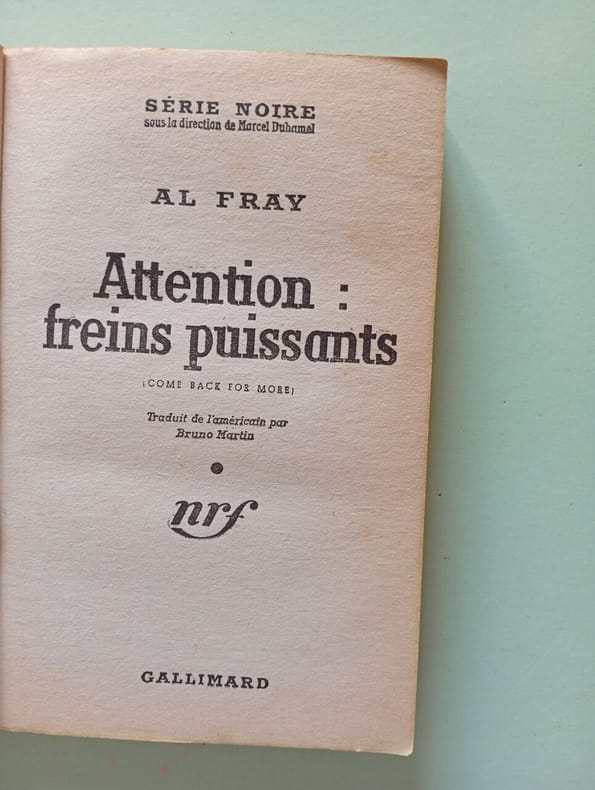 SÉRIE NOIRE
sous la direction de Marcel Duhamel
AL FRAY
Attention :
freins puissants
(COME BACK FOR MORE)
Traduit de l'américain par
Bruno Martin
nrf
GALLIMARD